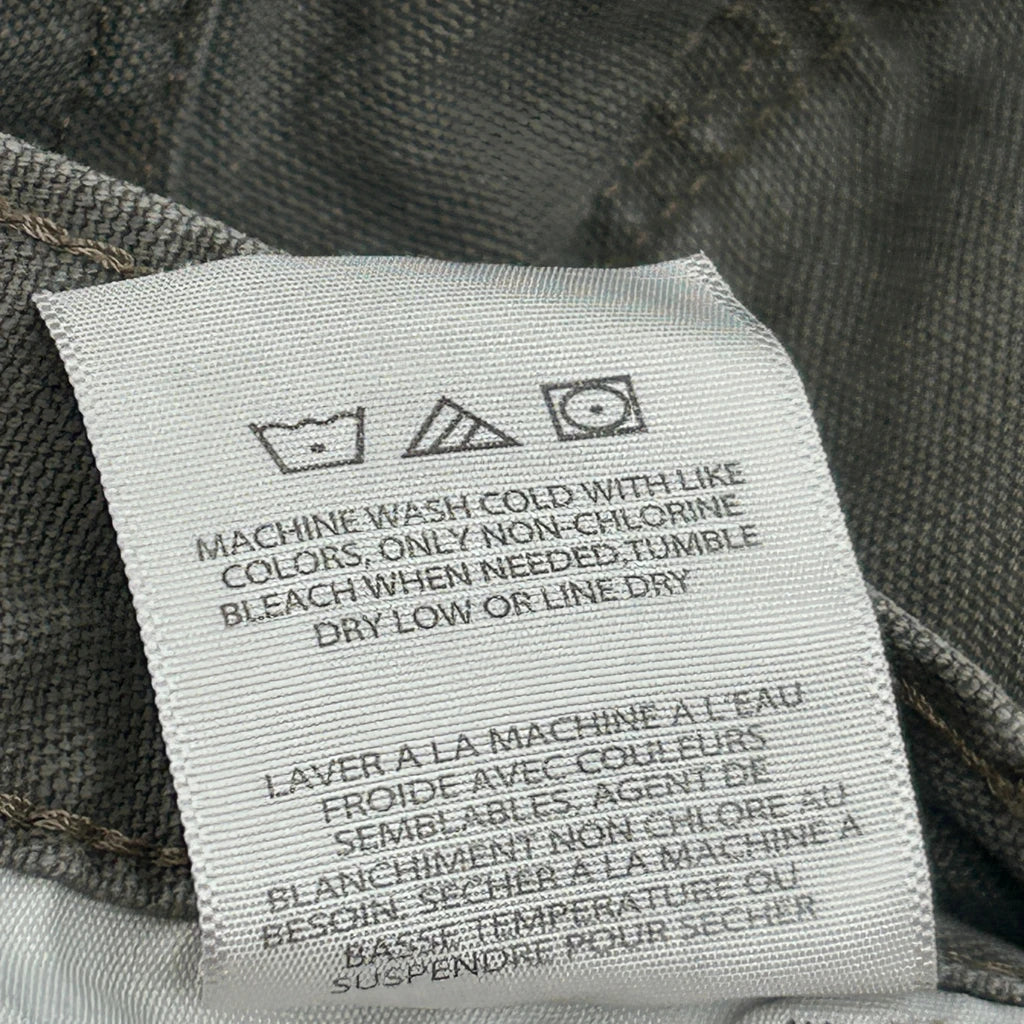 MACHINE WASH COLD WITH LIKE
COLORS, ONLY NON-CHLORINE
BLEACH WHEN NEEDED, TUMBLE
DRY LOW OR LINE DRY
LAVER A LA MACHINE A L'EAU
FROIDE AVEC COULEURS
SEMBLABLES. AGENT DE
BLANCHIMENT NON CHLORE AU
BESOIN. SECHER A LA MACHINE A
BASSE TEMPERATURE OU
SUSPENDRE POUR SECHER